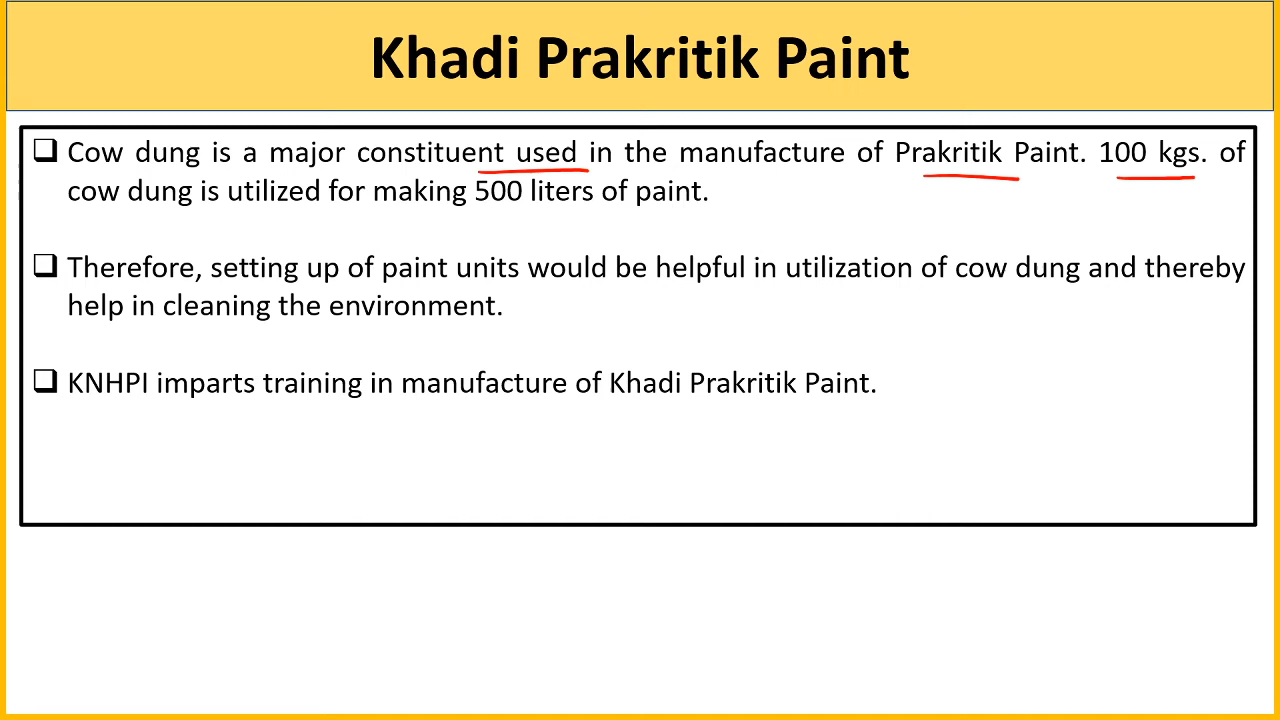 Khadi Prakritik Paint
❑ Cow dung is a major constituent used in the manufacture of Prakritik Paint. 100 kgs. of
cow dung is utilized for making 500 liters of paint.
❑ Therefore, setting up of paint units would be helpful in utilization of cow dung and thereby
help in cleaning the environment.
❑ KNHPI imparts training in manufacture of Khadi Prakritik Paint.